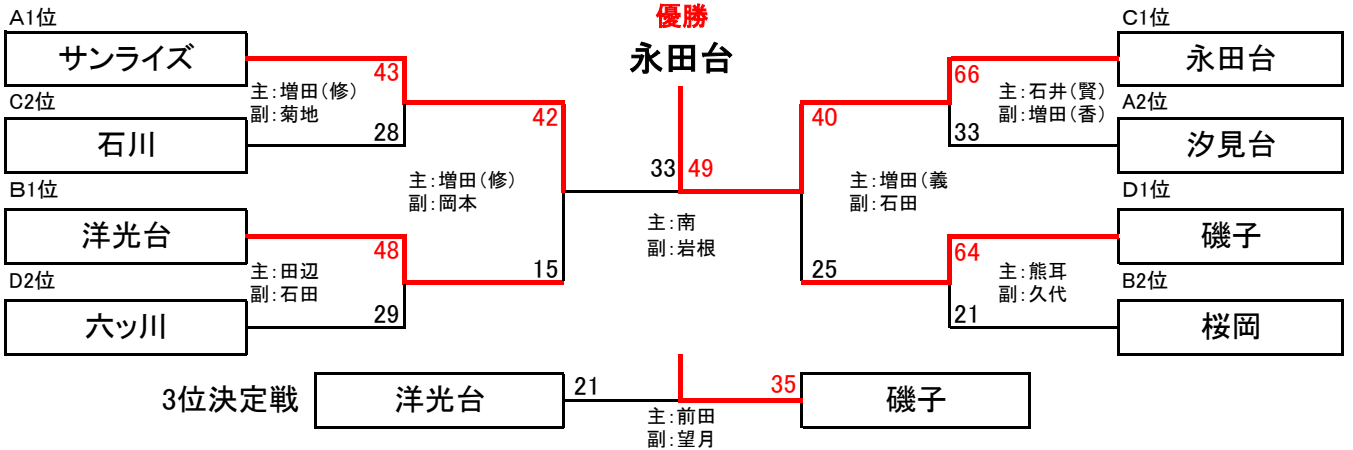 優勝
永田台
A1位
サンライズ
43
主：増田（修）
副：菊地
C2位
石川
28
42
主：増田（修）
副：岡本
B1位
洋光台
48
主：田辺
副：石田
15
D2位
六ッ川
29
33
49
主：南
副：岩根
C1位
永田台
66
主：石井（賢）
副：増田（香）
A2位
汐見台
33
40
主：増田（義
副：石田
D1位
磯子
64
主：熊耳
副：久代
25
B2位
桜岡
21
3位決定戦
洋光台
21
35
磯子
主：前田
副：望月